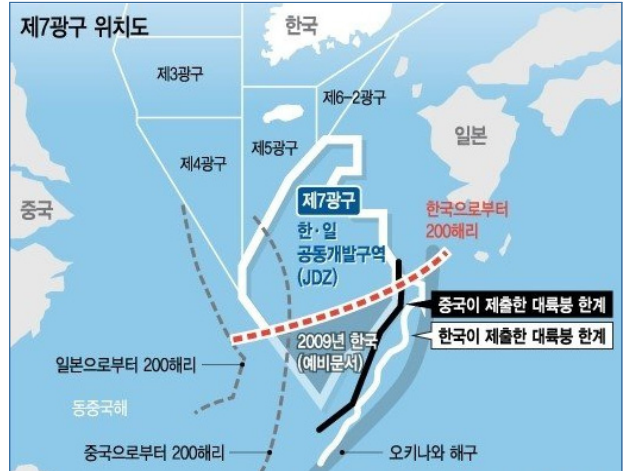 제7광구 위치도
한국
제3광구
제6-2광구
제5광구
제4광구
일본
중국
제7광구
한·일
공동개발구역
(JDZ)
한국으로부터
200해리
중국이 제출한 대륙붕 한계
한국이 제출한 대륙붕 한계
2009년 한국
(예비문서)
일본으로부터 200해리
동중국해
중국으로부터 200해리
오키나와 해구